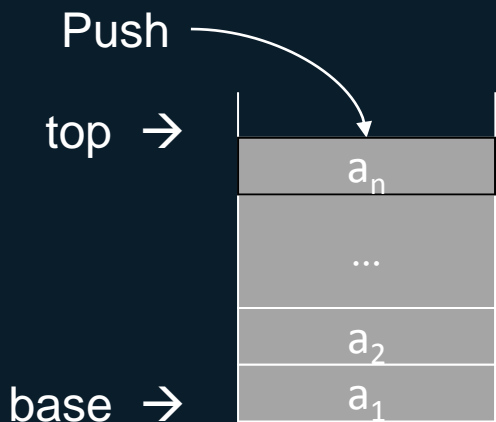 Push
top →
aₙ
...
a₂
base →
a₁